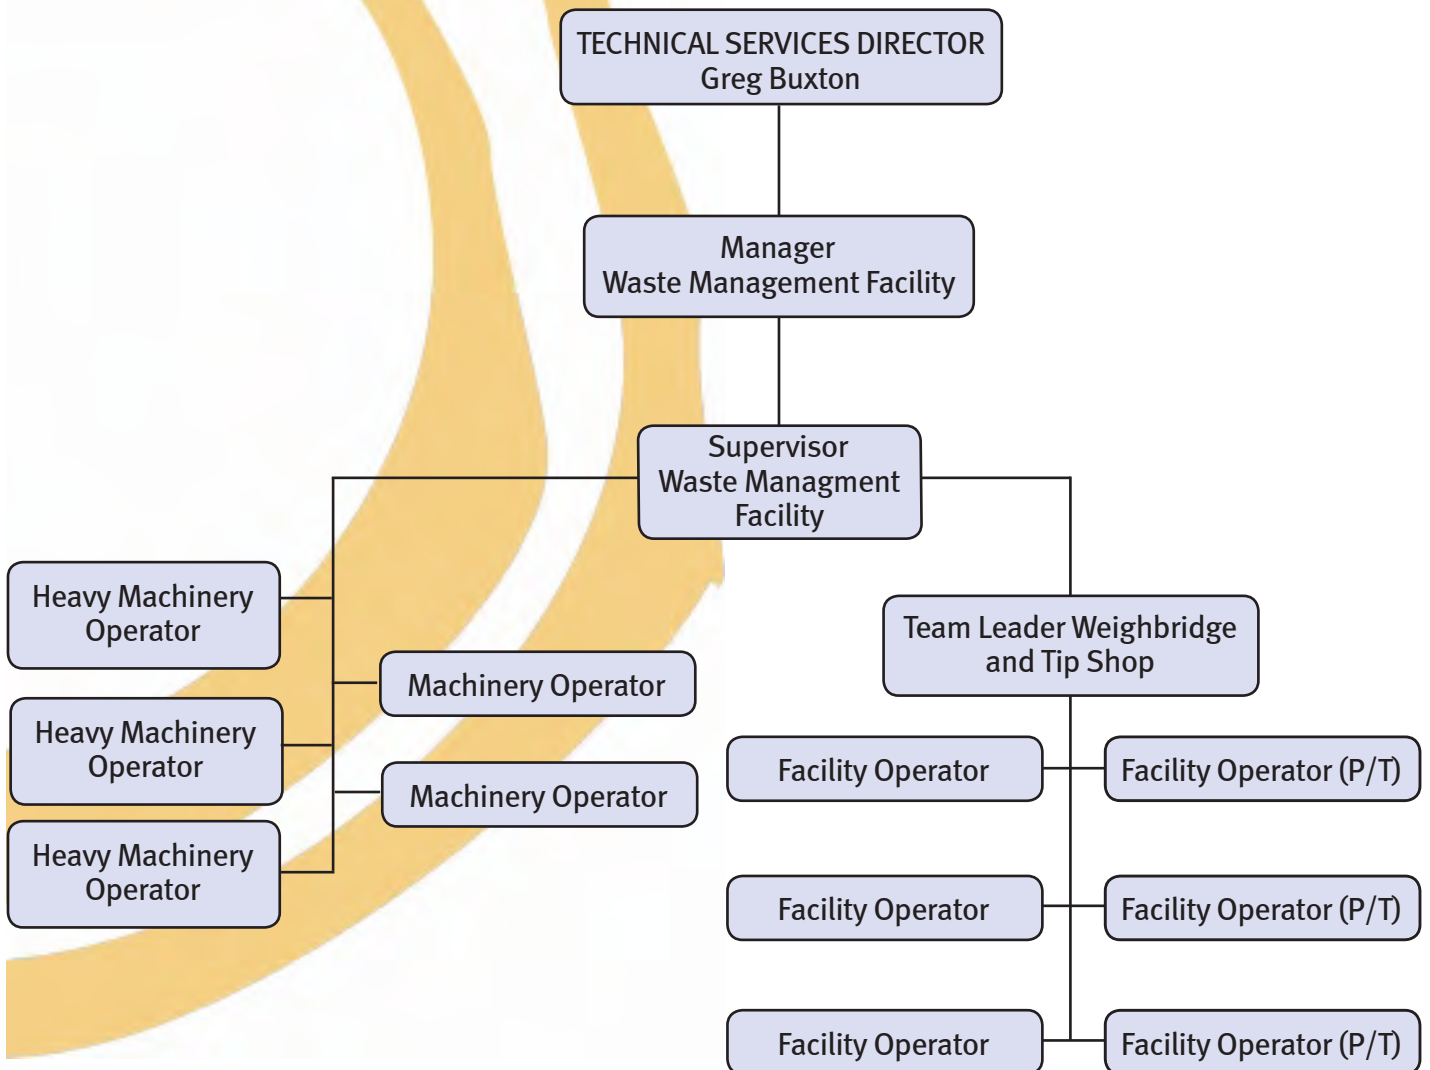 TECHNICAL SERVICES DIRECTOR
Greg Buxton
Manager
Waste Management Facility
Supervisor
Waste Managment
Facility
Heavy Machinery
Operator
Machinery Operator
Heavy Machinery
Operator
Machinery Operator
Heavy Machinery
Operator
Team Leader Weighbridge
and Tip Shop
Facility Operator
Facility Operator (P/T)
Facility Operator
Facility Operator (P/T)
Facility Operator
Facility Operator (P/T)